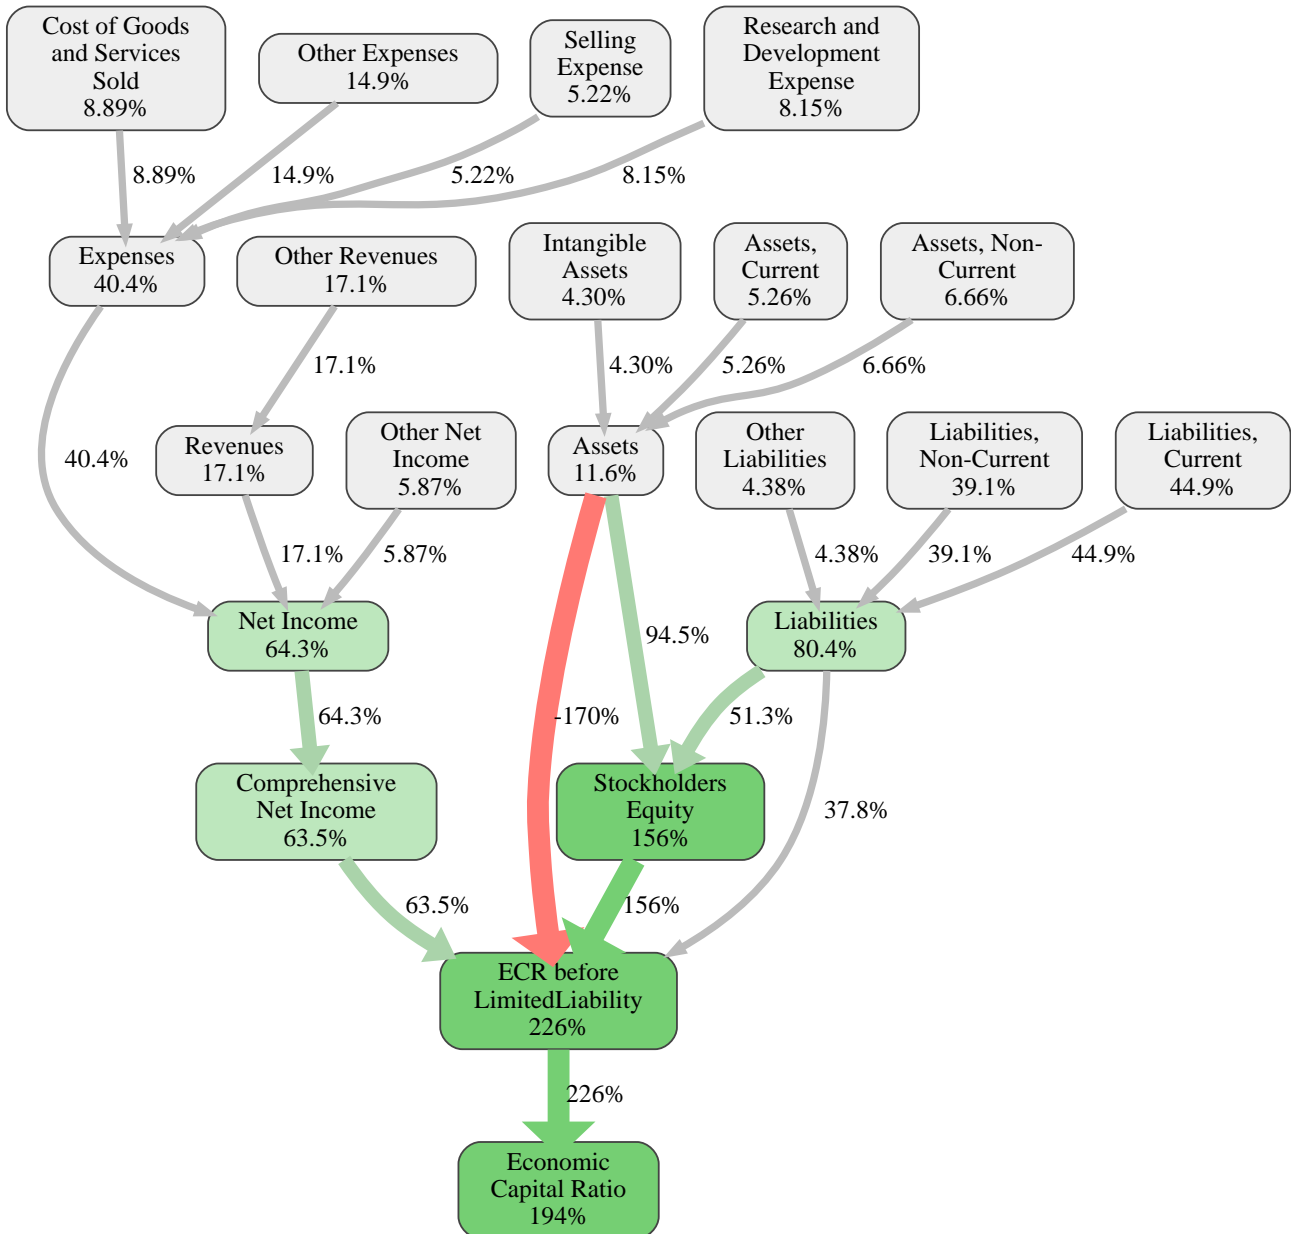 Cost of Goods
and Services
Sold
8.89%
Other Expenses
14.9%
Selling
Expense
5.22%
Research and
Development
Expense
8.15%
8.89%
14.9%
5.22%
8.15%
Expenses
40.4%
Other Revenues
17.1%
Intangible
Assets
4.30%
Assets,
Current
5.26%
Assets, Non-
Current
6.66%
17.1%
4.30%
5.26%
6.66%
40.4%
Revenues
17.1%
Other Net
Income
5.87%
Assets
11.6%
Other
Liabilities
4.38%
Liabilities,
Non-Current
39.1%
Liabilities,
Current
44.9%
17.1%
5.87%
4.38%
39.1%
44.9%
Net Income
64.3%
94.5%
Liabilities
80.4%
64.3%
-170%
51.3%
Comprehensive
Net Income
63.5%
Stockholders
Equity
156%
37.8%
63.5%
156%
ECR before
LimitedLiability
226%
226%
Economic
Capital Ratio
194%